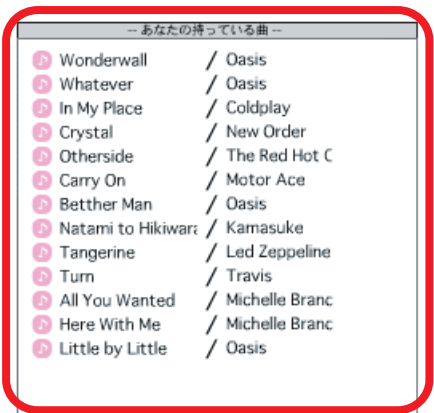 -- あなたの持っている曲 --
Wonderwall / Oasis
Whatever / Oasis
In My Place / Coldplay
Crystal / New Order
Otherside / The Red Hot C
Carry On / Motor Ace
Betther Man / Oasis
Natami to Hikiwara / Kamasuke
Tangerine / Led Zeppeline
Turn / Travis
All You Wanted / Michelle Branc
Here With Me / Michelle Branc
Little by Little / Oasis